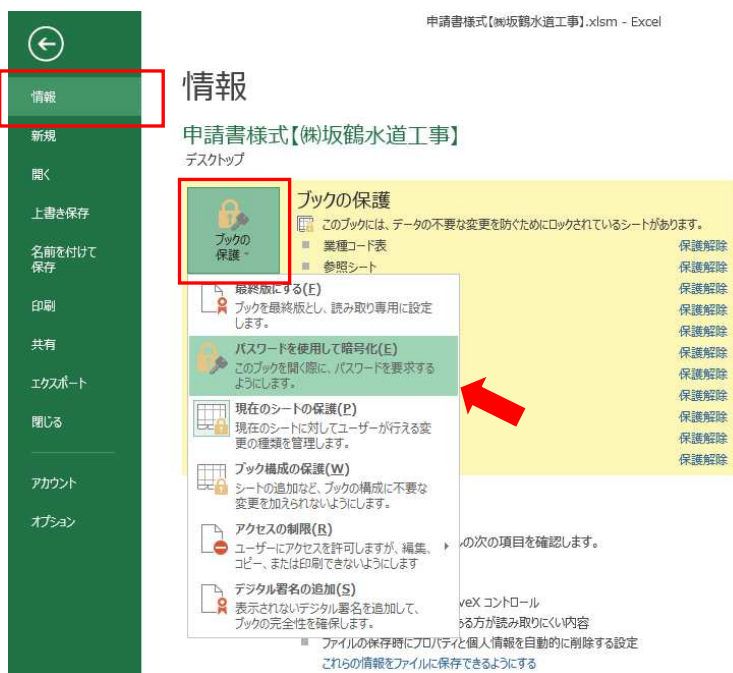 申請書様式【㈱坂鶴水道工事】.xlsm - Excel
情報
新規
開く
上書き保存
名前を付けて
保存
印刷
共有
エクスポート
閉じる
アカウント
オプション
情報
申請書様式【㈱坂鶴水道工事】
デスクトップ
ブックの
保護
ブックの保護
このブックには、データの不要な変更を防ぐためにロックされているシートがあります。
業種コード表 保護解除
参照シート 保護解除
保護解除
保護解除
保護解除
保護解除
保護解除
保護解除
保護解除
保護解除
保護解除
最終版にする(F)
ブックを最終版とし、読み取り専用に設定
します。
パスワードを使用して暗号化(E)
このブックを開く際に、パスワードを要求する
ようにします。
現在のシートの保護(P)
現在のシートに対してユーザーが行える変
更の種類を管理します。
ブック構成の保護(W)
シートの追加など、ブックの構成に不要な
変更を加えられないようにします。
アクセスの制限(R)
ユーザーにアクセスを許可しますが、編集、
コピー、または印刷できないようにします
デジタル署名の追加(S)
表示されないデジタル署名を追加して、
ブックの完全性を確保します。
の次の項目を確認します。
veX コントロール
ある方が読み取りにくい内容
ファイルの保存時にプロパティと個人情報を自動的に削除する設定
これらの情報をファイルに保存できるようにする